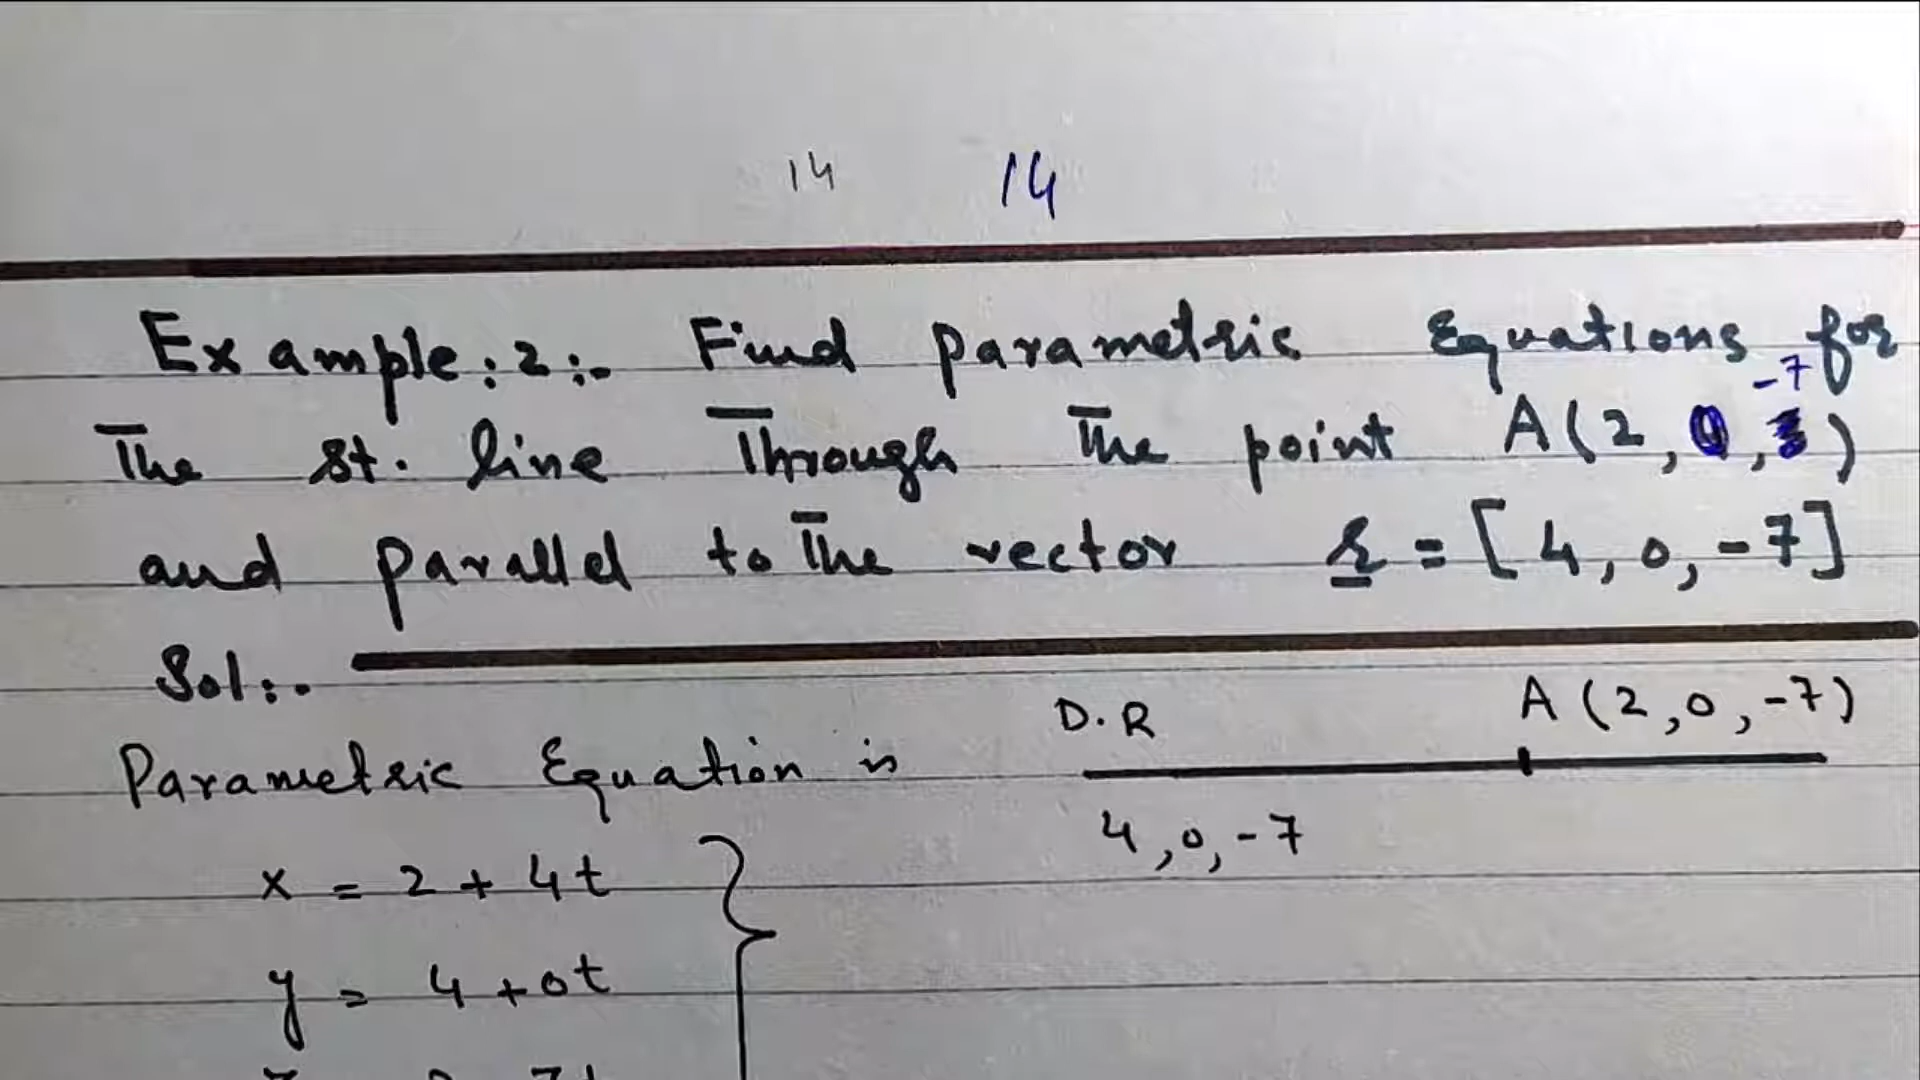 14 14
Example:2:- Find parametric Equations for
-7
The st. line Through The point A(2, 0, )
and parallel to The vector r = [4, 0, -7]
Sol:-
D.R A (2, 0, -7)
Parametric Equation is
4, 0, -7
x = 2 + 4t
y = 4 + 0t